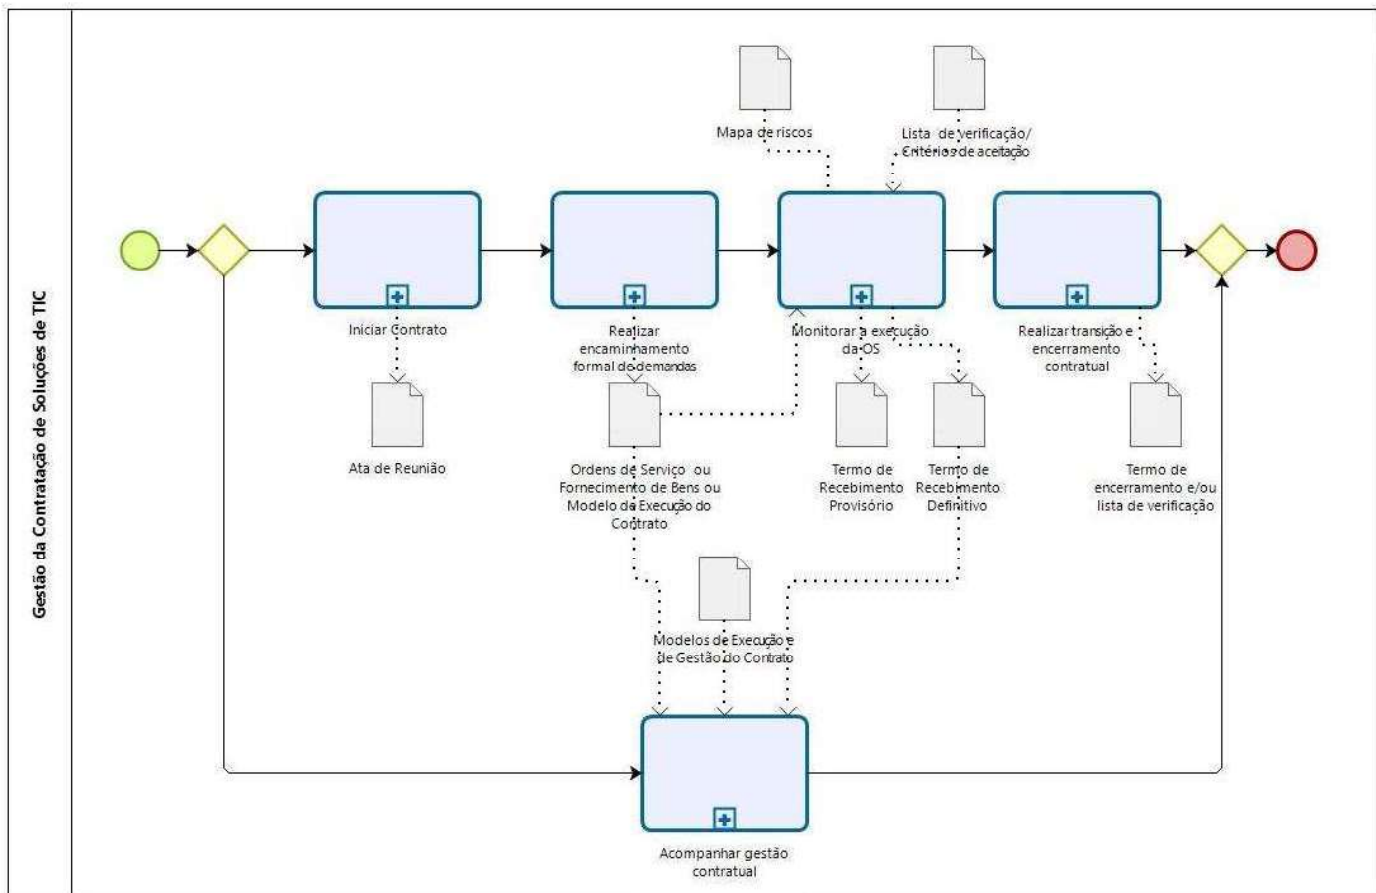 Gestão da Contratação de Soluções de TIC
Mapa de riscos
Lista de verificação/
Critérios de aceitação
Iniciar Contrato
Realizar
encaminhamento
formal de demandas
Monitorar a execução
da OS
Realizar transição e
encerramento
contratual
Ata de Reunião
Ordens de Serviço ou
Fornecimento de Bens ou
Modelo de Execução do
Contrato
Termo de
Recebimento
Provisório
Termo de
Recebimento
Definitivo
Termo de
encerramento e/ou
lista de verificação
Modelos de Execução e
de Gestão do Contrato
Acompanhar gestão
contratual